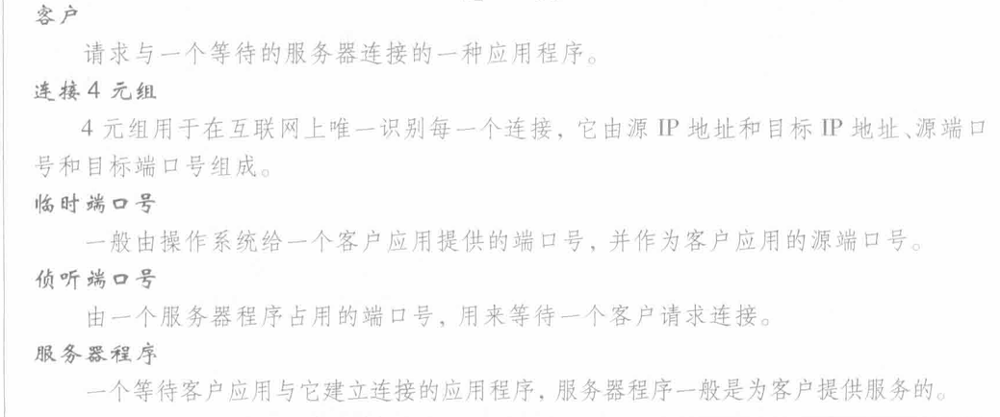 客户
请求与一个等待的服务器连接的一种应用程序。
连接4元组
4元组用于在互联网上唯一识别每一个连接，它由源IP地址和目标IP地址、源端口
号和目标端口号组成。
临时端口号
一般由操作系统给一个客户应用提供的端口号，并作为客户应用的源端口号。
侦听端口号
由一个服务器程序占用的端口号，用来等待一个客户请求连接。
服务器程序
一个等待客户应用与它建立连接的应用程序，服务器程序一般是为客户提供服务的。